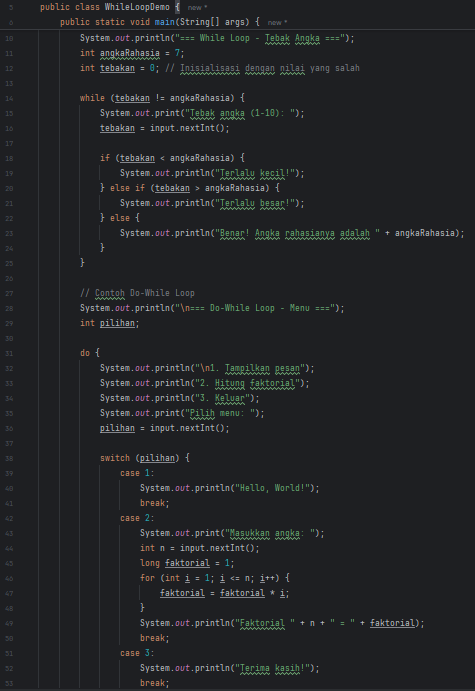 5 public class WhileLoopDemo { new *
6 public static void main(String[] args) { new *
10 System.out.println("=== While Loop - Tebak Angka ===");
11 int angkaRahasia = 7;
12 int tebakan = 0; // Inisialisasi dengan nilai yang salah
13
14 while (tebakan != angkaRahasia) {
15 System.out.print("Tebak angka (1-10): ");
16 tebakan = input.nextInt();
17
18 if (tebakan < angkaRahasia) {
19 System.out.println("Terlalu kecil!");
20 } else if (tebakan > angkaRahasia) {
21 System.out.println("Terlalu besar!");
22 } else {
23 System.out.println("Benar! Angka rahasianya adalah " + angkaRahasia);
24 }
25 }
26
27 // Contoh Do-While Loop
28 System.out.println("\n=== Do-While Loop - Menu ===");
29 int pilihan;
30
31 do {
32 System.out.println("\n1. Tampilkan pesan");
33 System.out.println("2. Hitung faktorial");
34 System.out.println("3. Keluar");
35 System.out.print("Pilih menu: ");
36 pilihan = input.nextInt();
37
38 switch (pilihan) {
39 case 1:
40 System.out.println("Hello, World!");
41 break;
42 case 2:
43 System.out.print("Masukkan angka: ");
44 int n = input.nextInt();
45 long faktorial = 1;
46 for (int i = 1; i <= n; i++) {
47 faktorial = faktorial * i;
48 }
49 System.out.println("Faktorial " + n + " = " + faktorial);
50 break;
51 case 3:
52 System.out.println("Terima kasih!");
53 break;